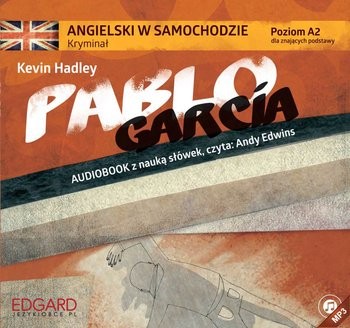 ANGIELSKI W SAMOCHODZIE
Kryminał
Poziom A2
dla znających podstawy
Kevin Hadley
PABLO
GARCÍA
AUDIOBOOK z nauką słówek, czyta: Andy Edwins
EDGARD
JEZYKIOBCE.PL
MP3